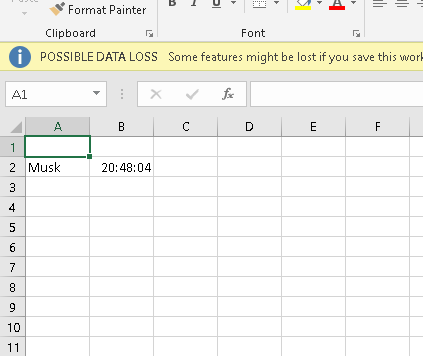 Paste
Format Painter
B I U A
Clipboard
Font
POSSIBLE DATA LOSS Some features might be lost if you save this work
A1 fx
A B C D E F
1
2 Musk 20:48:04
3
4
5
6
7
8
9
10
11